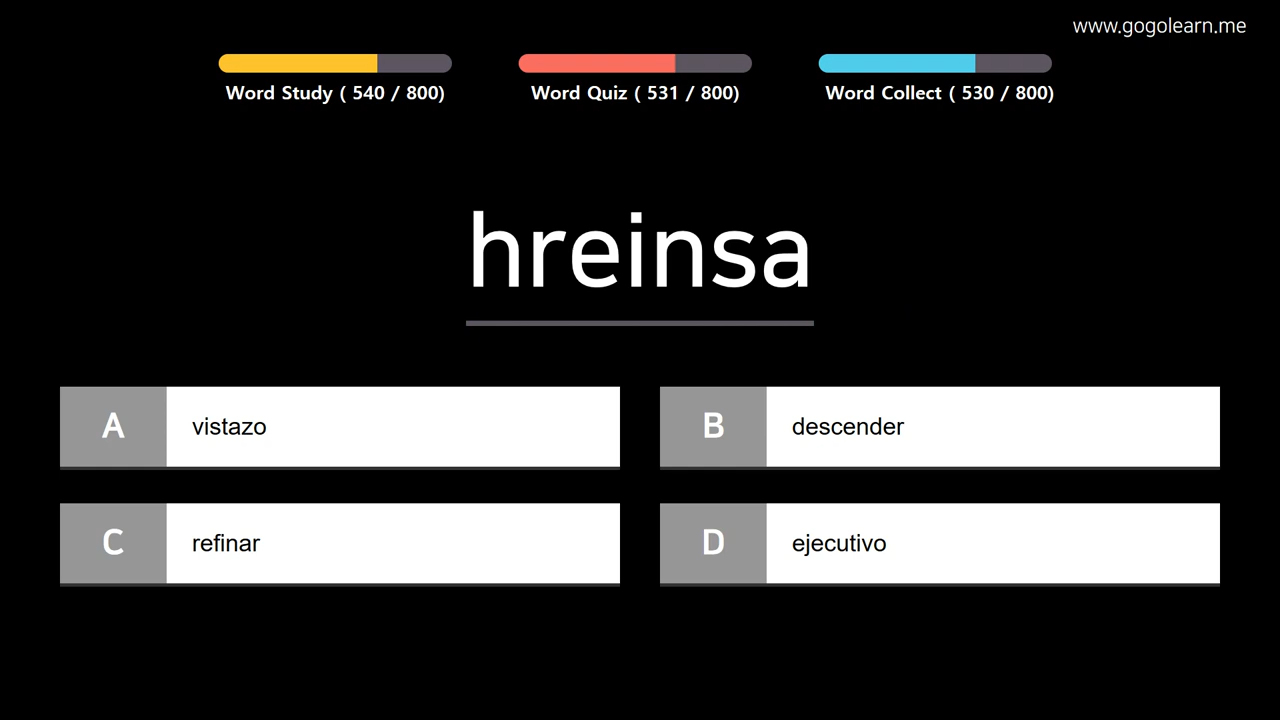 www.gogolearn.me
Word Study ( 540 / 800)
Word Quiz ( 531 / 800)
Word Collect ( 530 / 800)
hreinsa
A vistazo
B descender
C refinar
D ejecutivo